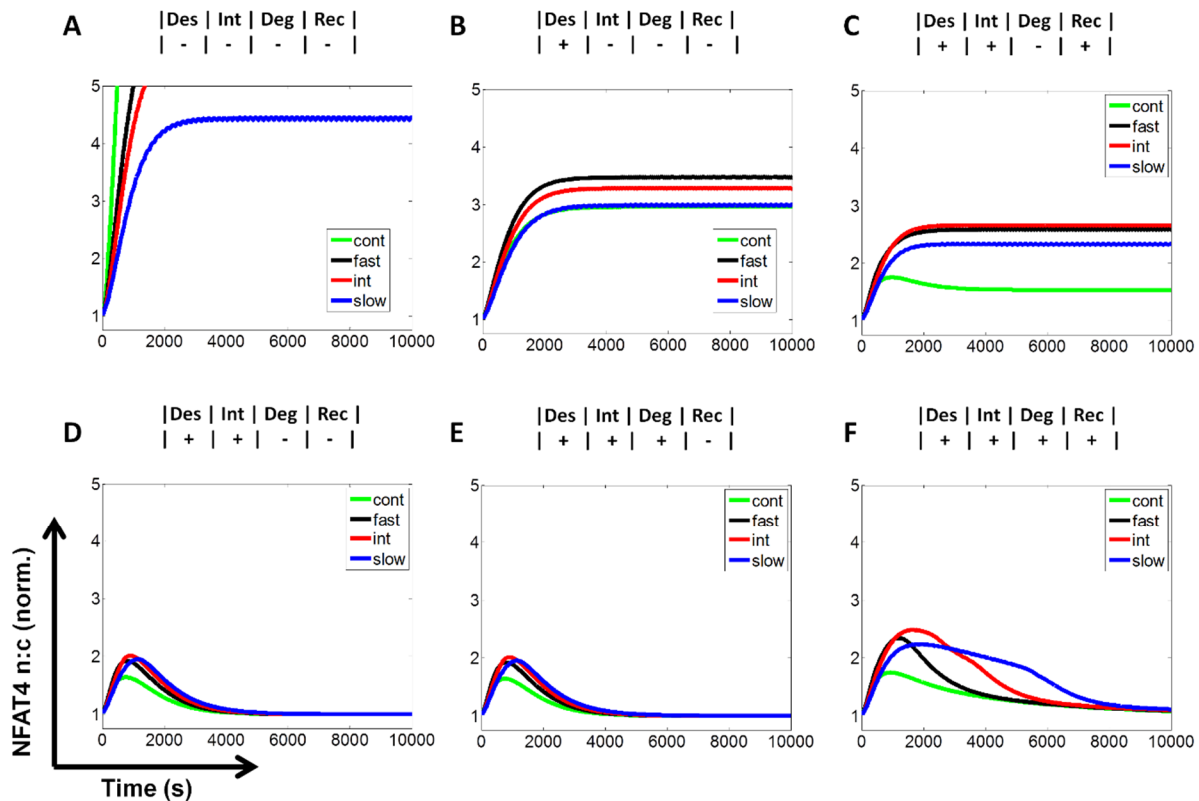 A
| Des | Int | Deg | Rec |
| - | - | - | - |
5
4
3
2
1
cont
fast
int
slow
0 2000 4000 6000 8000 10000
B
| Des | Int | Deg | Rec |
| + | - | - | - |
5
4
3
2
1
cont
fast
int
slow
0 2000 4000 6000 8000 10000
C
| Des | Int | Deg | Rec |
| + | + | - | + |
5
4
3
2
1
cont
fast
int
slow
0 2000 4000 6000 8000 10000
D
| Des | Int | Deg | Rec |
| + | + | - | - |
5
4
3
2
1
cont
fast
int
slow
0 2000 4000 6000 8000 10000
E
| Des | Int | Deg | Rec |
| + | + | + | - |
5
4
3
2
1
cont
fast
int
slow
0 2000 4000 6000 8000 10000
F
| Des | Int | Deg | Rec |
| + | + | + | + |
5
4
3
2
1
cont
fast
int
slow
0 2000 4000 6000 8000 10000
NFAT4 n:c (norm.)
Time (s)